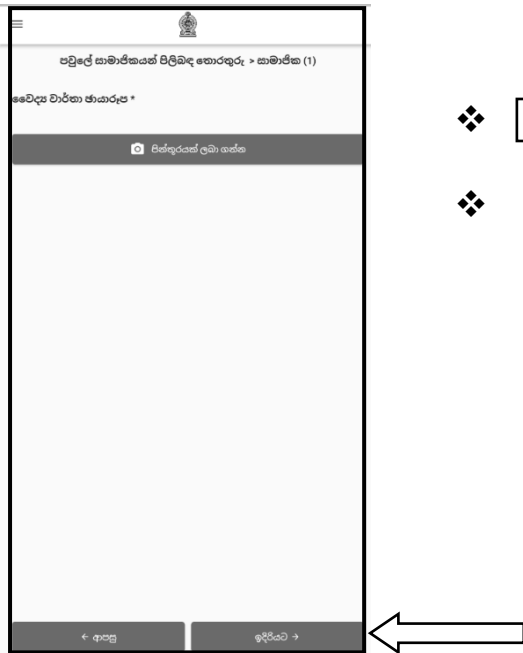 පවුලේ සාමාජිකයන් පිලිබඳ තොරතුරු > සාමාජික (1)
වෛද්‍ය වාර්තා ඡායාරූප *
පින්තූරයක් ලබා ගන්න
← ආපසු
ඉදිරියට →